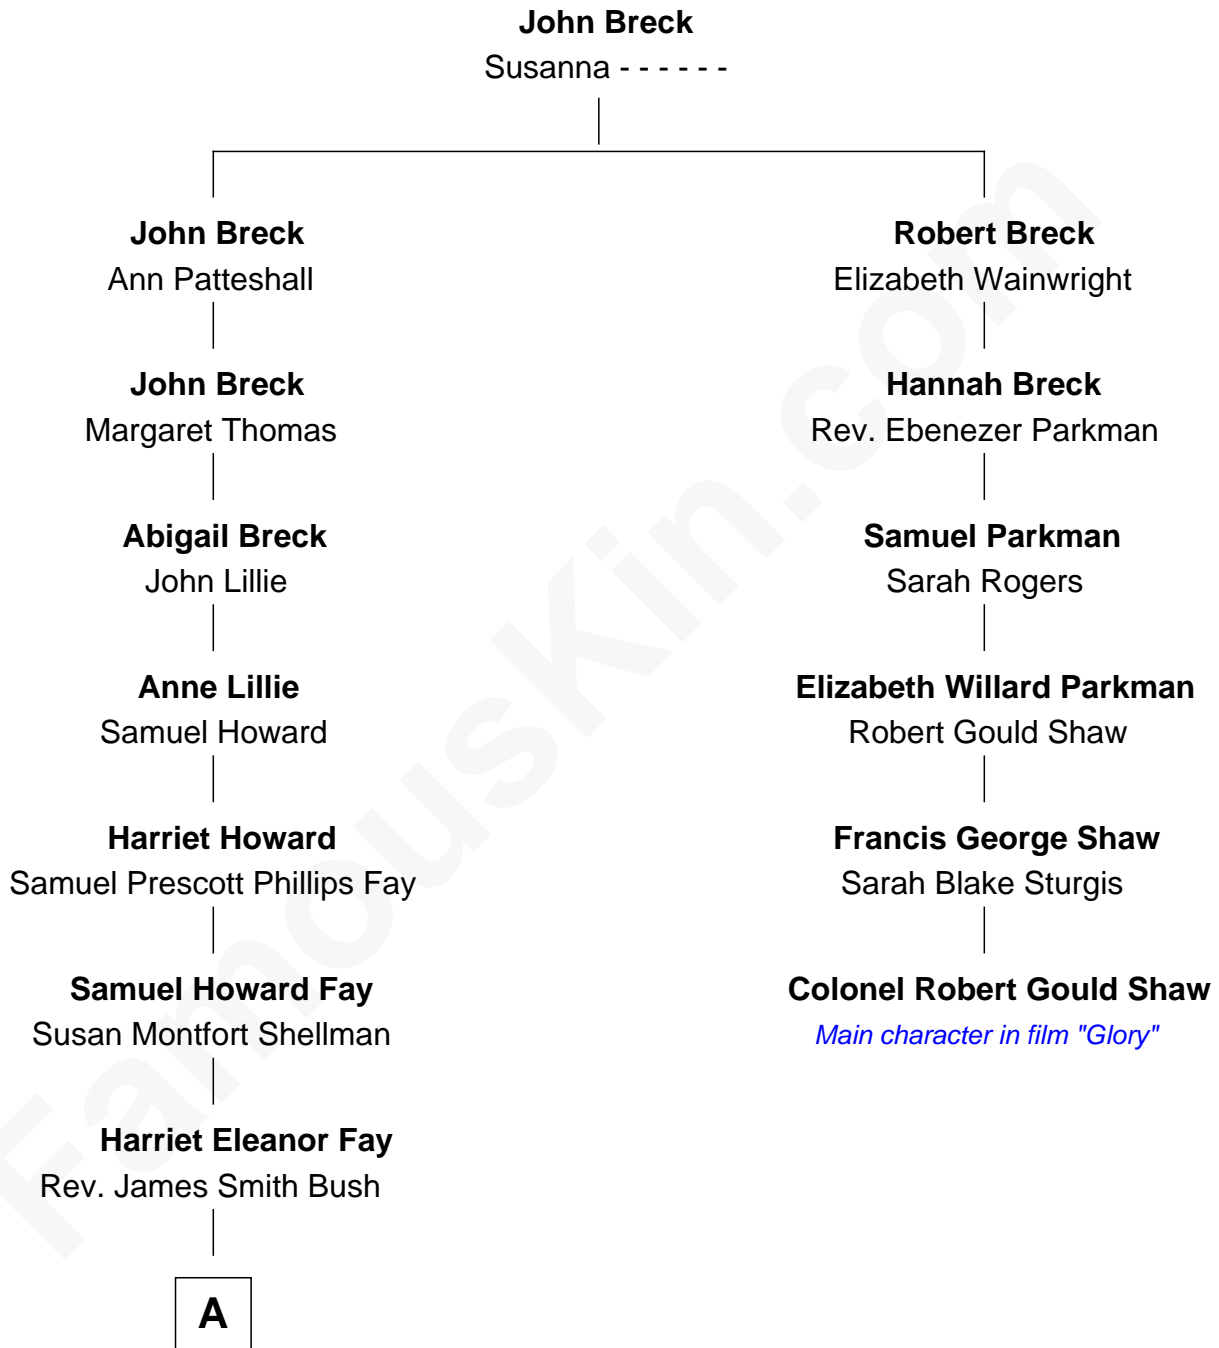 John Breck
Susanna - - - - - -
John Breck
Ann Patteshall
Robert Breck
Elizabeth Wainwright
John Breck
Margaret Thomas
Hannah Breck
Rev. Ebenezer Parkman
Abigail Breck
John Lillie
Samuel Parkman
Sarah Rogers
Anne Lillie
Samuel Howard
Elizabeth Willard Parkman
Robert Gould Shaw
Harriet Howard
Samuel Prescott Phillips Fay
Francis George Shaw
Sarah Blake Sturgis
Samuel Howard Fay
Susan Montfort Shellman
Colonel Robert Gould Shaw
Main character in film "Glory"
Harriet Eleanor Fay
Rev. James Smith Bush
A
FamousKin.com